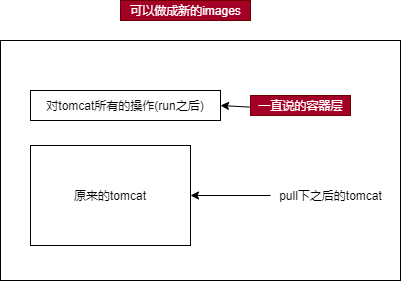 可以做成新的images
对tomcat所有的操作(run之后)
一直说的容器层
原来的tomcat
pull下之后的tomcat